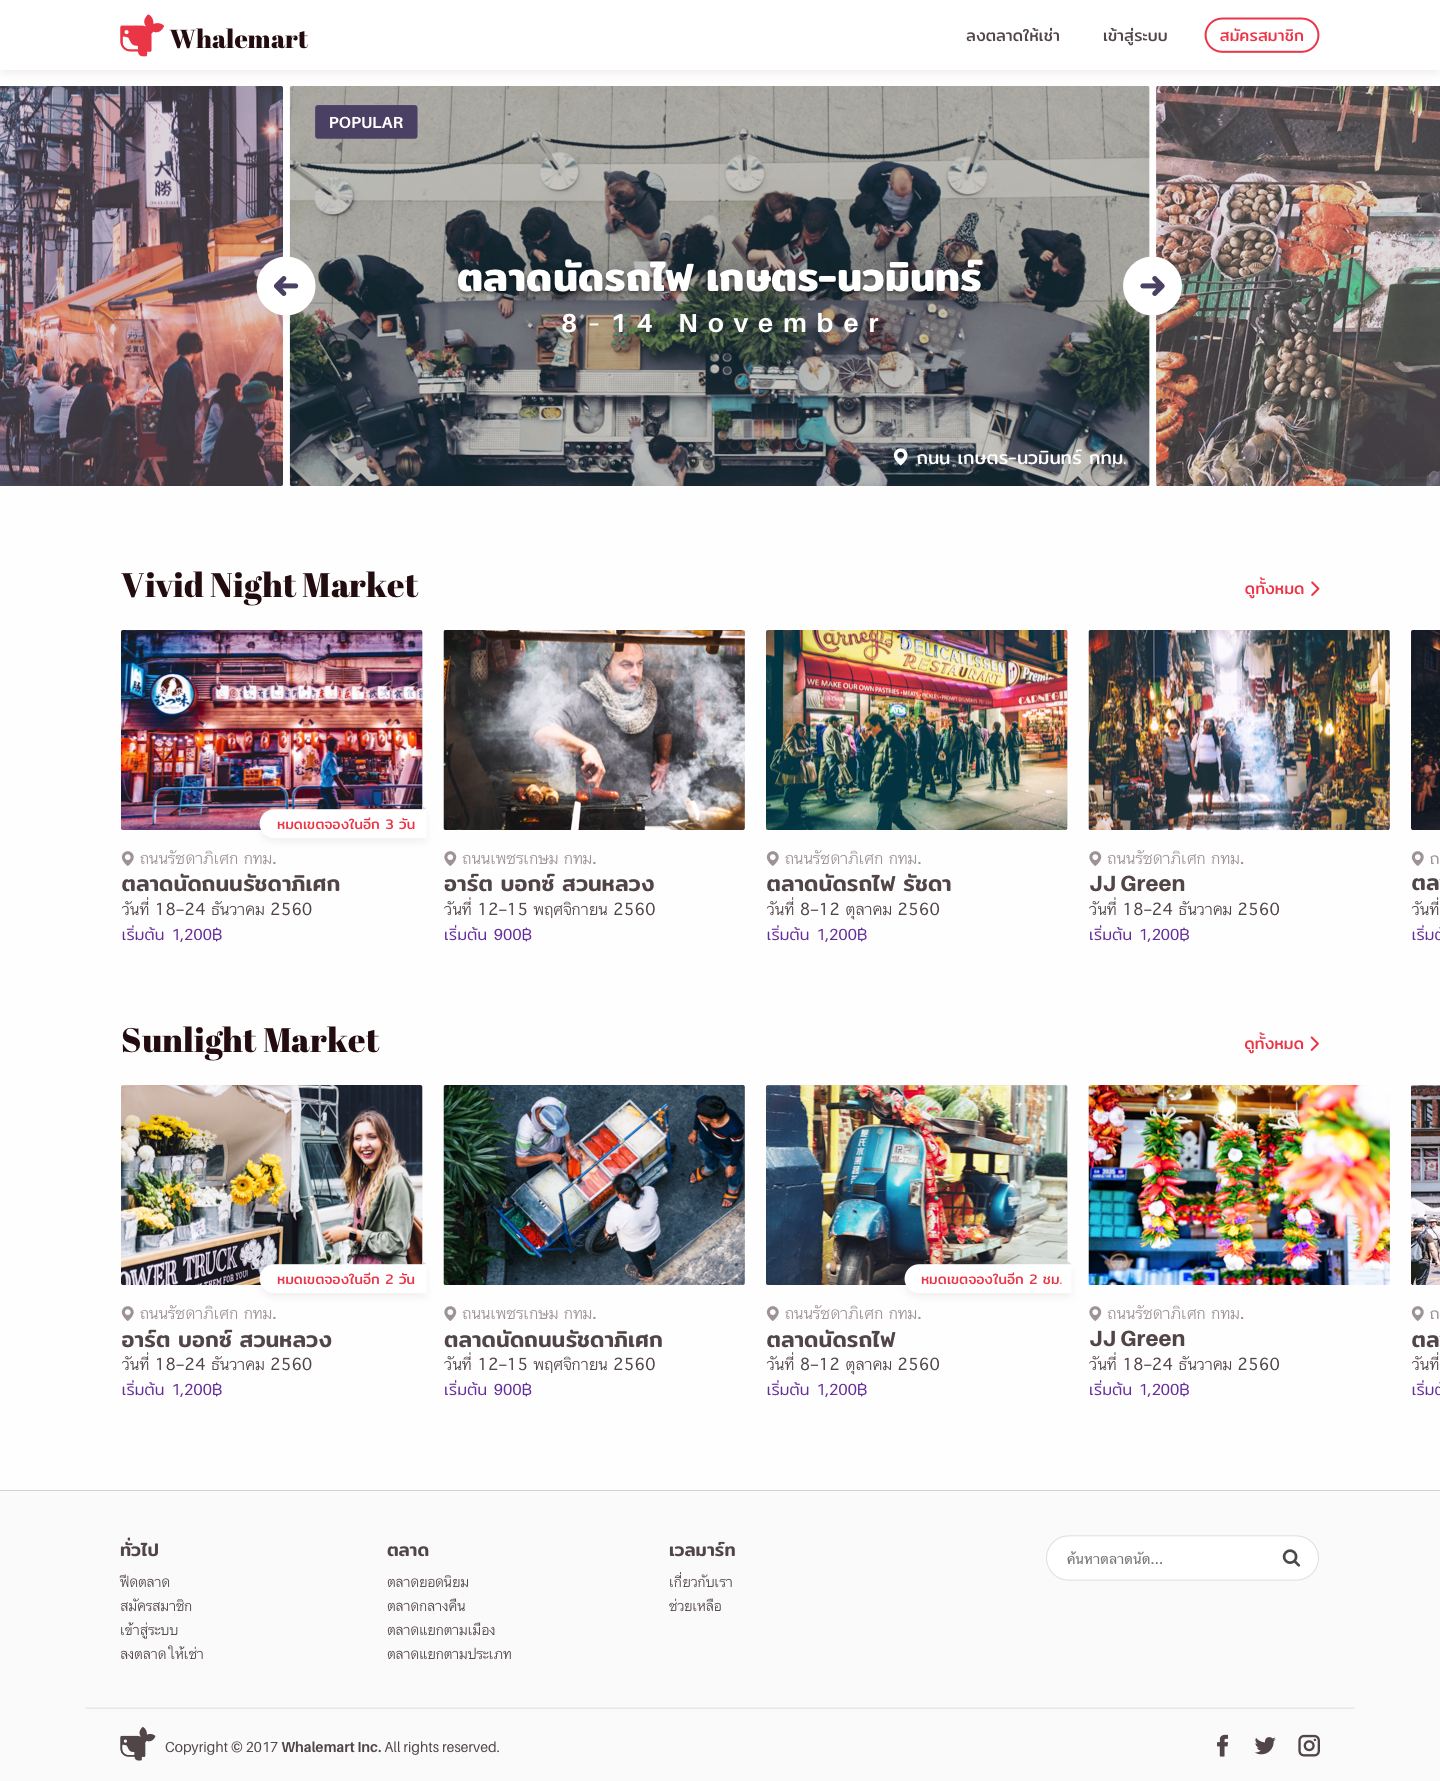 Whalemart
ลงตลาดให้เช่า
เข้าสู่ระบบ
สมัครสมาชิก
大勝
POPULAR
ตลาดนัดรถไฟ เกษตร-นวมินทร์
8 - 14 November
ถนน เกษตร-นวมินทร์ กทม.
Vivid Night Market
ดูทั้งหมด
Carnegie
DELICATESSEN
RESTAURANT
WE MAKE OUR OWN PASTRIES
หมดเขตจองในอีก 3 วัน
ถนนรัชดาภิเศก กทม.
ตลาดนัดถนนรัชดาภิเศก
วันที่ 18-24 ธันวาคม 2560
เริ่มต้น 1,200฿
ถนนเพชรเกษม กทม.
อาร์ต บอกซ์ สวนหลวง
วันที่ 12-15 พฤศจิกายน 2560
เริ่มต้น 900฿
ถนนรัชดาภิเศก กทม.
ตลาดนัดรถไฟ รัชดา
วันที่ 8-12 ตุลาคม 2560
เริ่มต้น 1,200฿
ถนนรัชดาภิเศก กทม.
JJ Green
วันที่ 18-24 ธันวาคม 2560
เริ่มต้น 1,200฿
Sunlight Market
ดูทั้งหมด
OWER TRUCK
หมดเขตจองในอีก 2 วัน
ถนนรัชดาภิเศก กทม.
อาร์ต บอกซ์ สวนหลวง
วันที่ 18-24 ธันวาคม 2560
เริ่มต้น 1,200฿
ถนนเพชรเกษม กทม.
ตลาดนัดถนนรัชดาภิเศก
วันที่ 12-15 พฤศจิกายน 2560
เริ่มต้น 900฿
หมดเขตจองในอีก 2 ชม.
ถนนรัชดาภิเศก กทม.
ตลาดนัดรถไฟ
วันที่ 8-12 ตุลาคม 2560
เริ่มต้น 1,200฿
ถนนรัชดาภิเศก กทม.
JJ Green
วันที่ 18-24 ธันวาคม 2560
เริ่มต้น 1,200฿
ทั่วไป
ฟีดตลาด
สมัครสมาชิก
เข้าสู่ระบบ
ลงตลาดให้เช่า
ตลาด
ตลาดยอดนิยม
ตลาดกลางคืน
ตลาดแยกตามเมือง
ตลาดแยกตามประเภท
เวลมาร์ท
เกี่ยวกับเรา
ช่วยเหลือ
ค้นหาตลาดนัด...
Copyright © 2017 Whalemart Inc. All rights reserved.